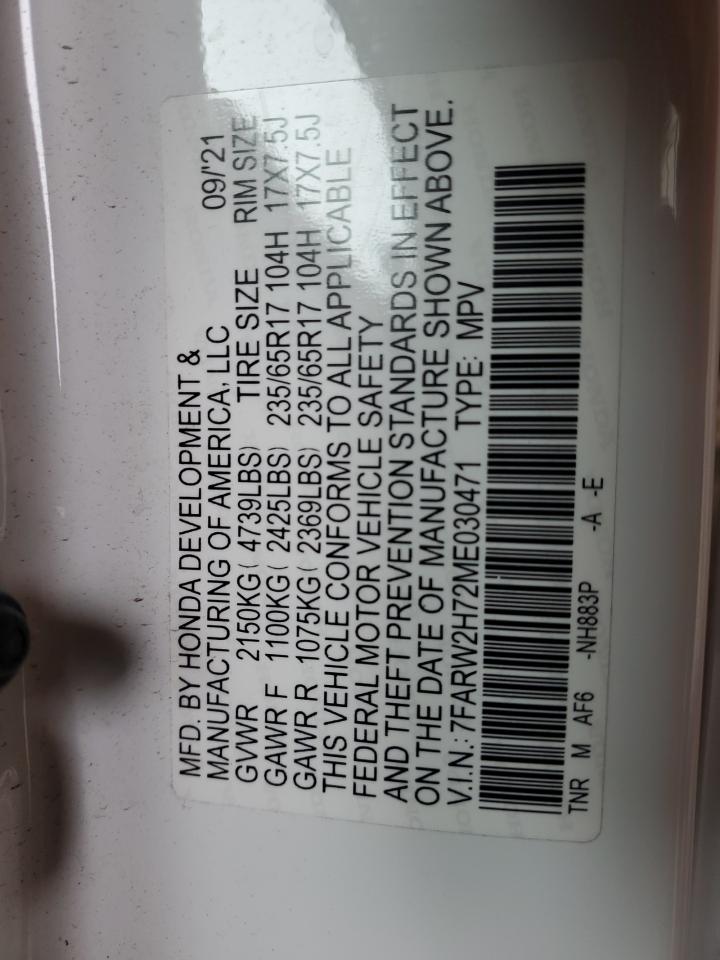 MFD. BY HONDA DEVELOPMENT &
MANUFACTURING OF AMERICA, LLC 09/'21
GVWR 2150KG( 4739LBS) TIRE SIZE RIM SIZE
GAWR F 1100KG( 2425LBS) 235/65R17 104H 17X7.5J
GAWR R 1075KG( 2369LBS) 235/65R17 104H 17X7.5J
THIS VEHICLE CONFORMS TO ALL APPLICABLE
FEDERAL MOTOR VEHICLE SAFETY
AND THEFT PREVENTION STANDARDS IN EFFECT
ON THE DATE OF MANUFACTURE SHOWN ABOVE.
V.I.N.: 7FARW2H72ME030471 TYPE: MPV
TNR M AF6 -NH883P -A -E